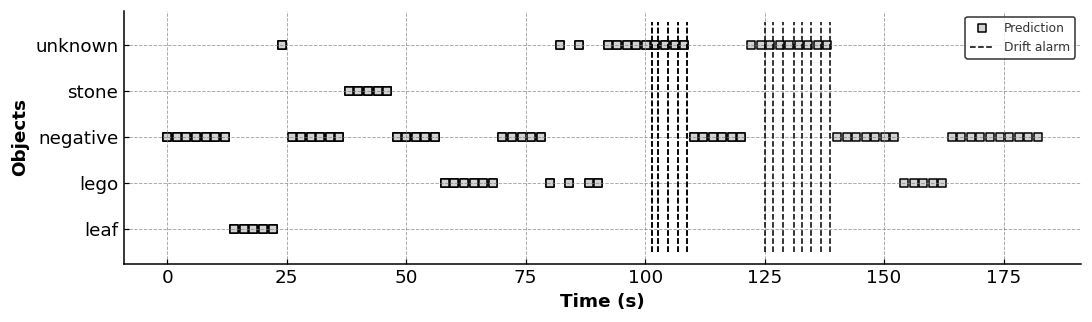 Objects
unknown
stone
negative
lego
leaf
Prediction
Drift alarm
0 25 50 75 100 125 150 175
Time (s)